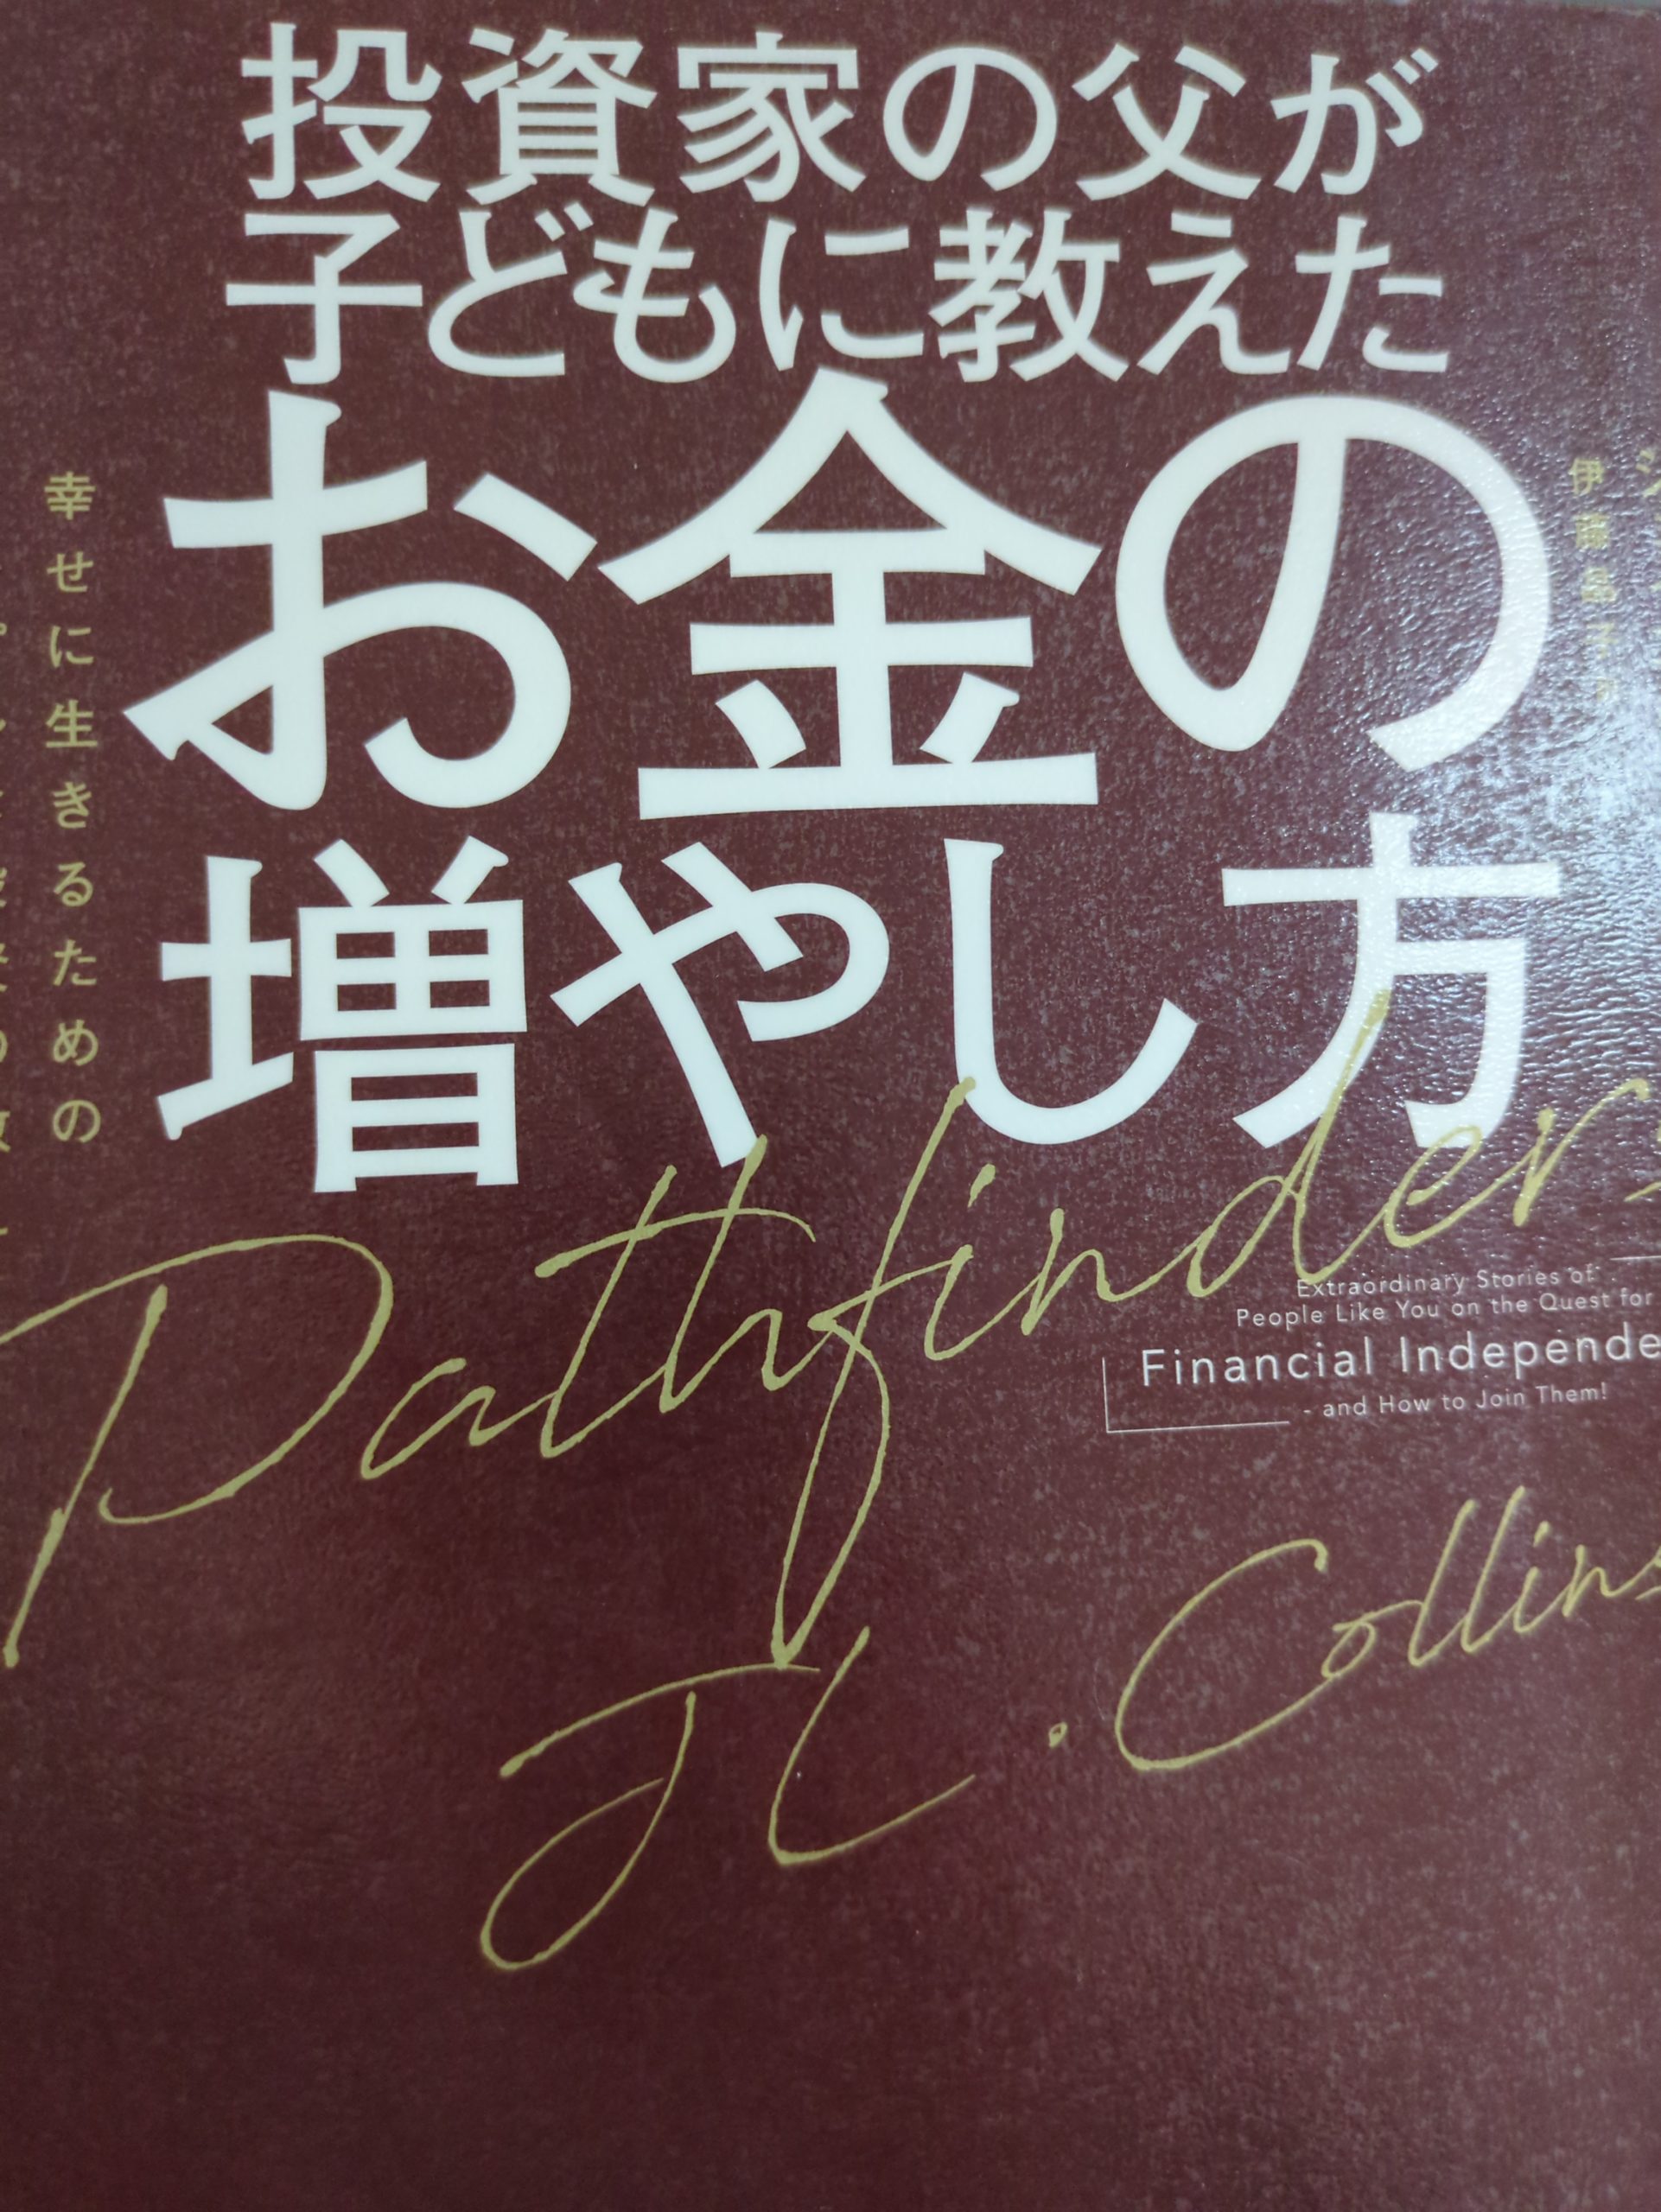 投資家の父が
子どもに教えた
お金の
増やし方
幸せに生きるための
Pathfinders
Extraordinary Stories of
People Like You on the Quest for
Financial Independe
- and How to Join Them!
JL. Collins